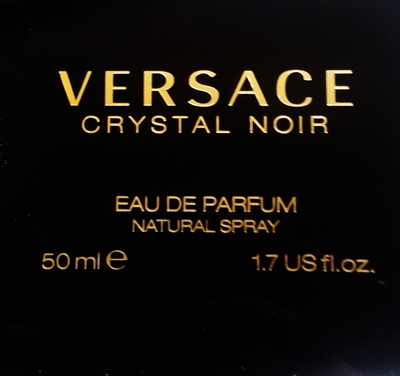 VERSACE
CRYSTAL NOIR
EAU DE PARFUM
NATURAL SPRAY
50 ml ℮ 1.7 US fl.oz.